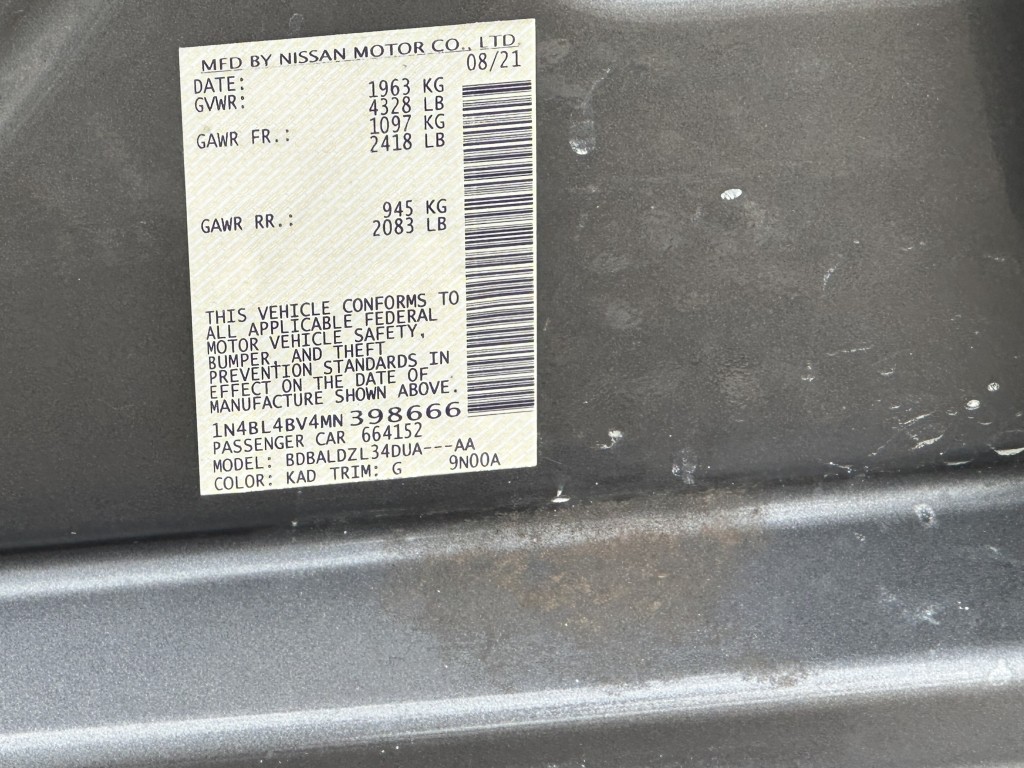 MFD BY NISSAN MOTOR CO., LTD.
DATE: 08/21
GVWR: 1963 KG
4328 LB
GAWR FR.: 1097 KG
2418 LB
GAWR RR.: 945 KG
2083 LB
THIS VEHICLE CONFORMS TO
ALL APPLICABLE FEDERAL
MOTOR VEHICLE SAFETY,
BUMPER, AND THEFT
PREVENTION STANDARDS IN
EFFECT ON THE DATE OF
MANUFACTURE SHOWN ABOVE.
1N4BL4BV4MN398666
PASSENGER CAR 664152
MODEL: BDBALDZL34DUA---AA
COLOR: KAD TRIM: G 9N00A